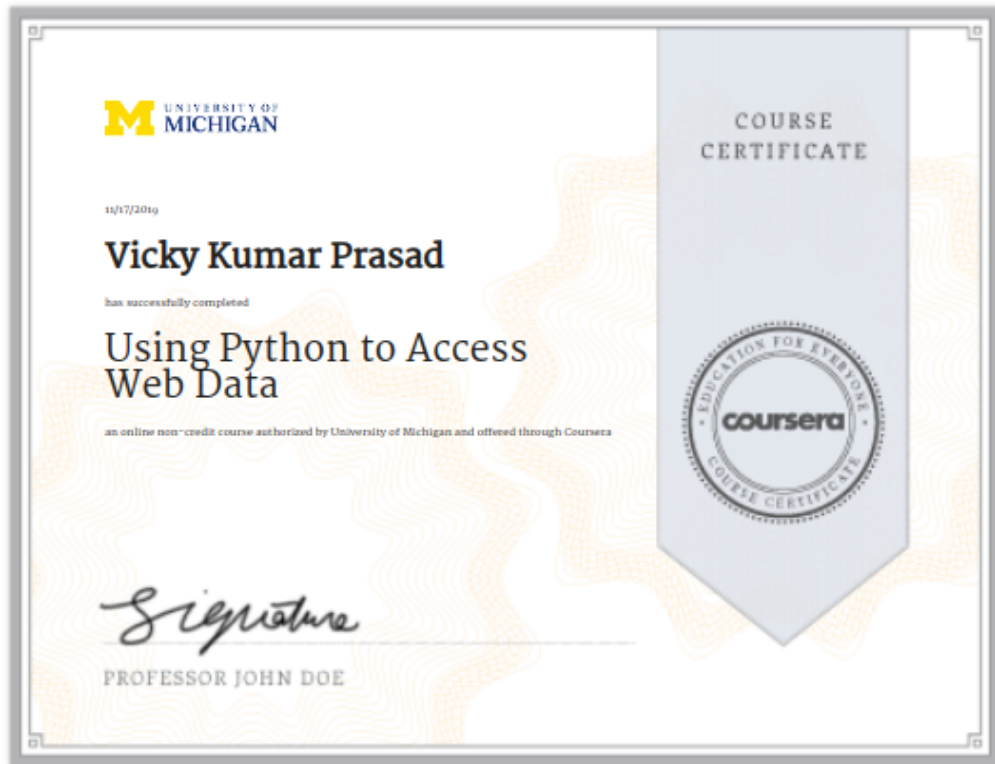 UNIVERSITY OF
MICHIGAN
COURSE
CERTIFICATE
11/17/2019
Vicky Kumar Prasad
has successfully completed
Using Python to Access
Web Data
an online non-credit course authorized by University of Michigan and offered through Coursera
EDUCATION FOR EVERYONE
coursera
COURSE CERTIFICATE
Signature
PROFESSOR JOHN DOE